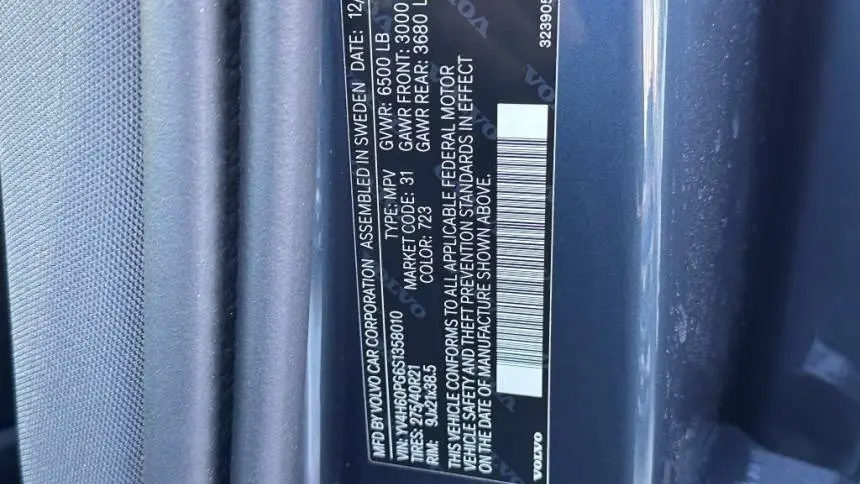 MFD BY VOLVO CAR CORPORATION ASSEMBLED IN SWEDEN DATE: 12/
VIN: YV4H60PG6S1358010 TYPE: MPV GVWR: 6500 LB
TIRES: 275/40R21 MARKET CODE: 31 GAWR FRONT: 3000
RIM: 9Jx21x38.5 COLOR: 723 GAWR REAR: 3680 L
THIS VEHICLE CONFORMS TO ALL APPLICABLE FEDERAL MOTOR
VEHICLE SAFETY AND THEFT PREVENTION STANDARDS IN EFFECT
ON THE DATE OF MANUFACTURE SHOWN ABOVE.
VOLVO 323905